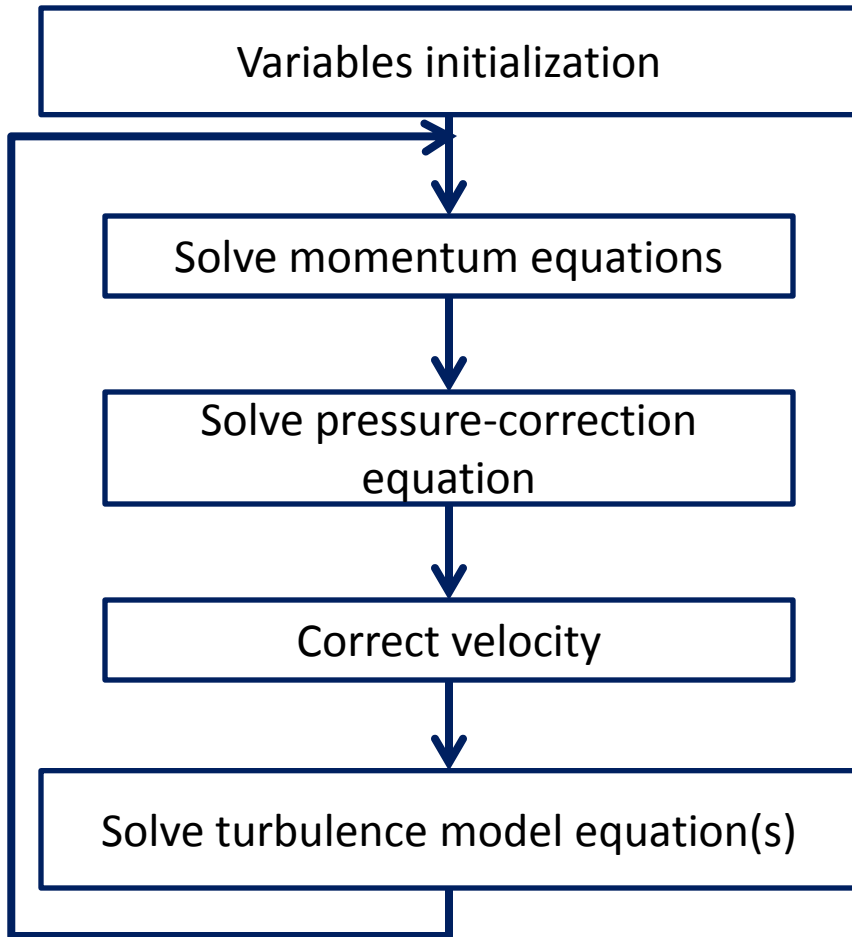 Variables initialization
Solve momentum equations
Solve pressure-correction
equation
Correct velocity
Solve turbulence model equation(s)